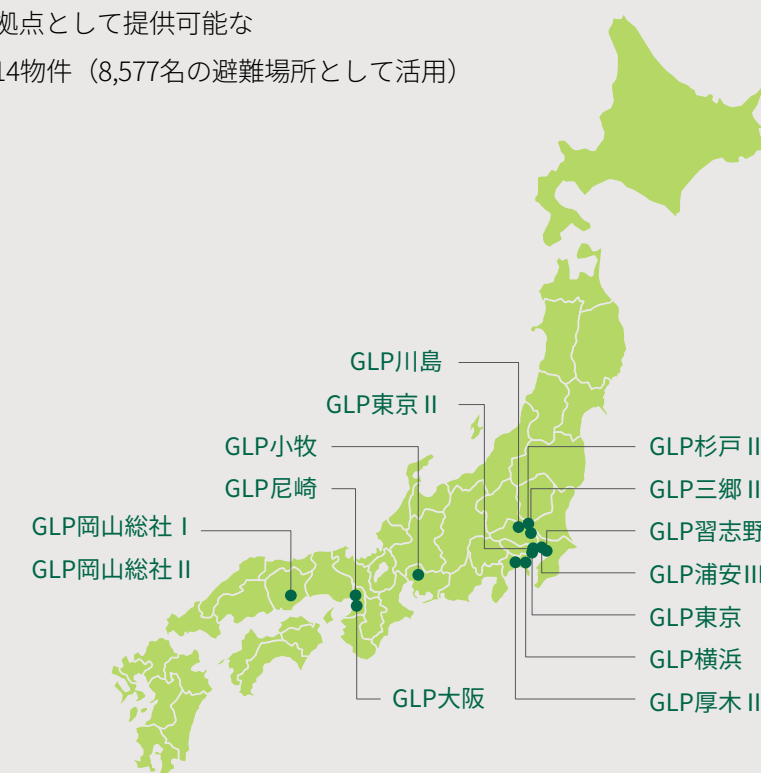 拠点として提供可能な
14物件（8,577名の避難場所として活用）
GLP川島
GLP東京 II
GLP小牧
GLP尼崎
GLP岡山総社 I
GLP岡山総社 II
GLP杉戸 II
GLP三郷 II
GLP習志野
GLP浦安III
GLP東京
GLP横浜
GLP厚木 II
GLP大阪